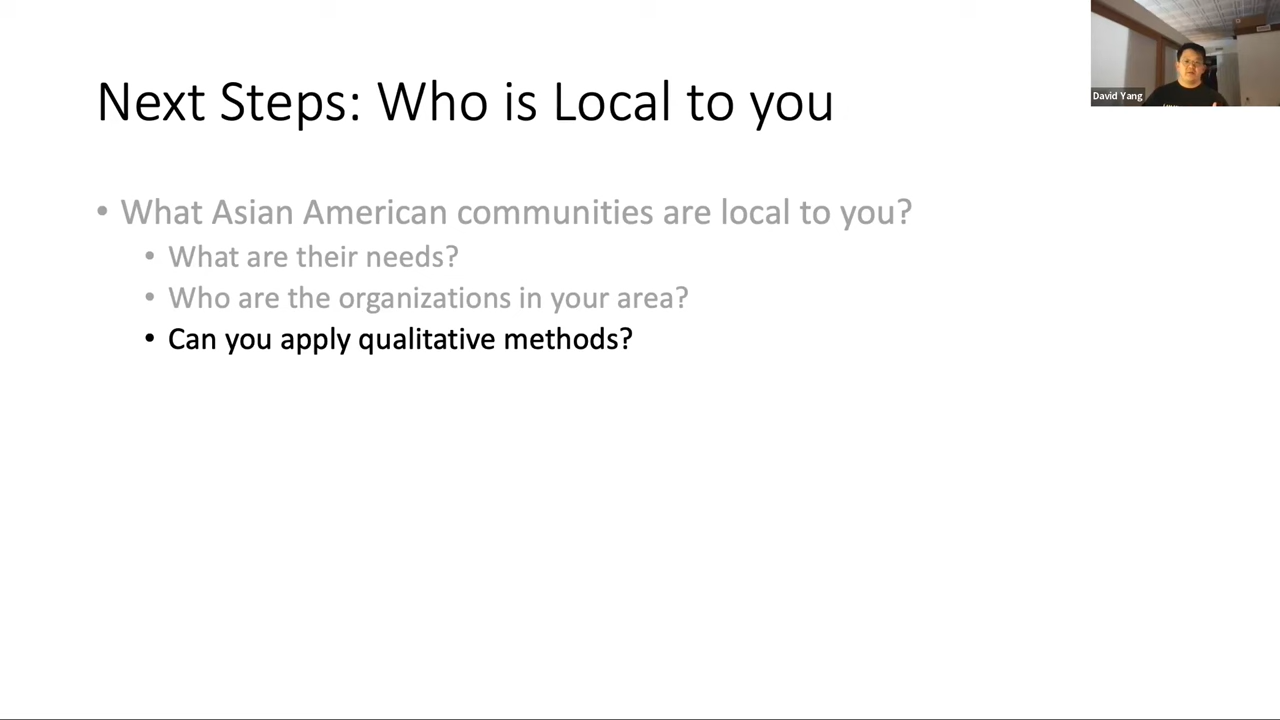 Next Steps: Who is Local to you
David Yang
• What Asian American communities are local to you?
• What are their needs?
• Who are the organizations in your area?
• Can you apply qualitative methods?